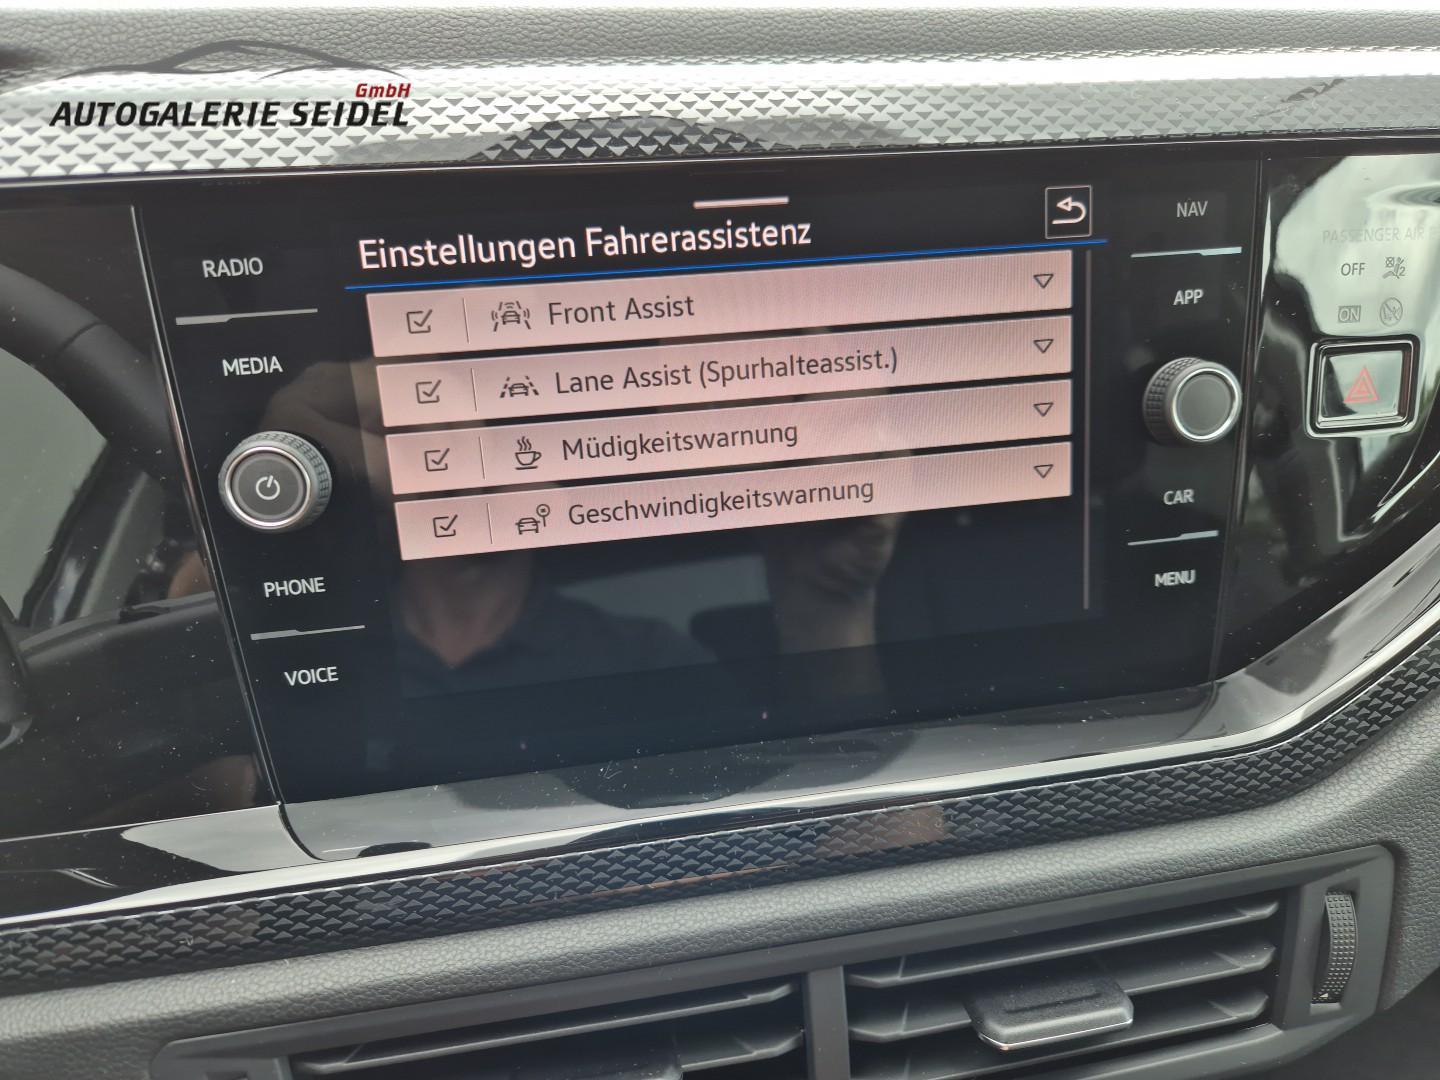 GmbH
AUTOGALERIE SEIDEL
Einstellungen Fahrerassistenz
Front Assist
Lane Assist (Spurhalteassist.)
Müdigkeitswarnung
Geschwindigkeitswarnung
RADIO
MEDIA
PHONE
VOICE
NAV
APP
CAR
MENU
PASSENGER AIR
OFF
ON